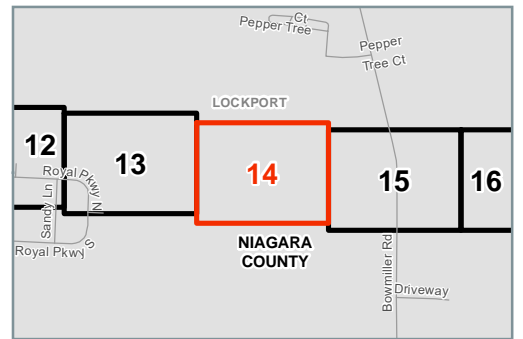 Ct
Pepper Tree
Pepper
Tree Ct
LOCKPORT
12
13
14
15
16
Royal Pkwy N
Sandy Ln
S
Royal Pkwy
NIAGARA
COUNTY
Bowmiller Rd
Driveway